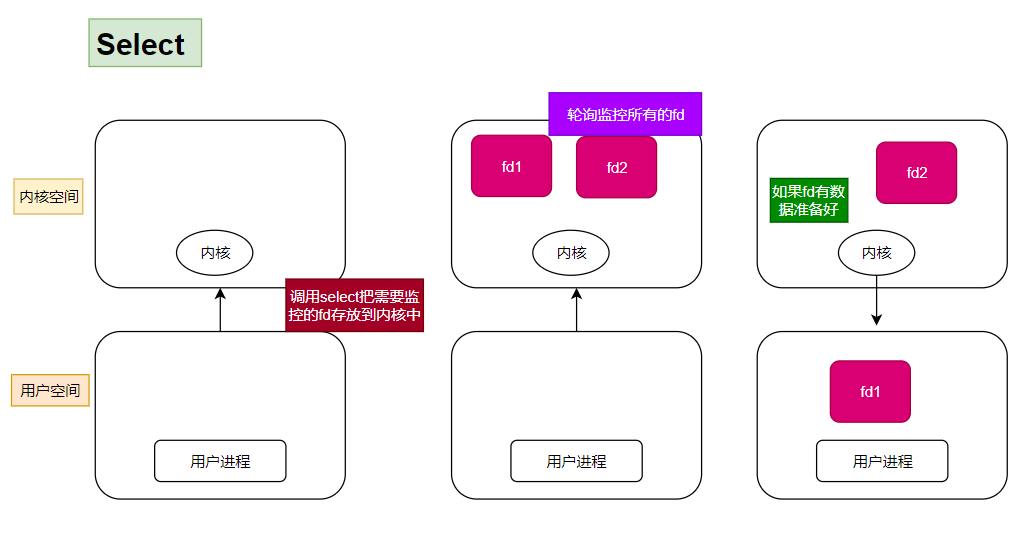 Select
轮询监控所有的fd
fd1
fd2
fd2
内核空间
如果fd有数
据准备好
内核
内核
内核
调用select把需要监
控的fd存放到内核中
用户空间
fd1
用户进程
用户进程
用户进程